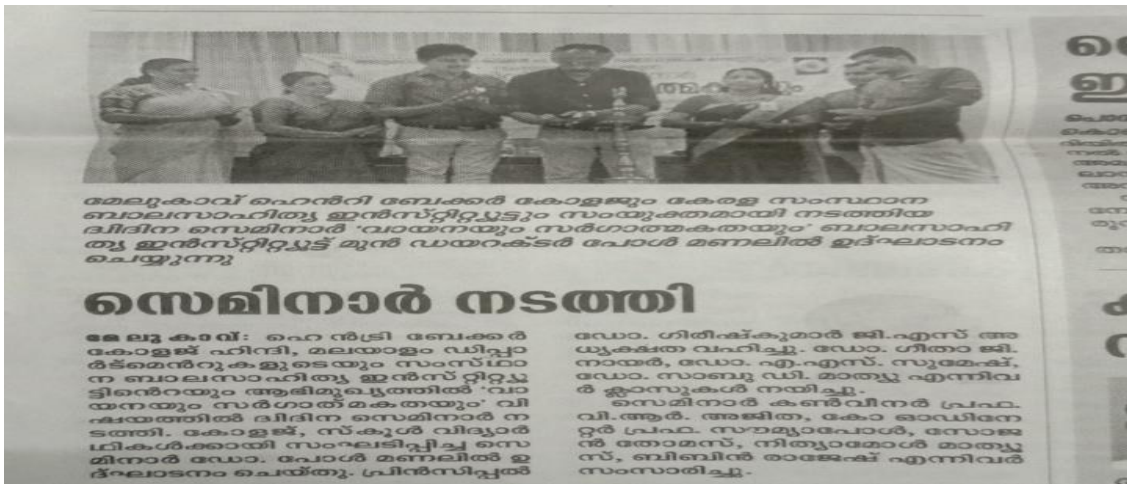 മേലുകാവ് ഹെൻറി ബേക്കർ കോളജും കേരള സംസ്ഥാന
ബാലസാഹിത്യ ഇൻസ്റ്റിറ്റ്യൂട്ടും സംയുക്തമായി നടത്തിയ
ദ്വിദിന സെമിനാർ 'വായനയും സർഗാത്മകതയും' ബാലസാഹി
ത്യ ഇൻസ്റ്റിറ്റ്യൂട്ട് മുൻ ഡയറക്ടർ പോൾ മണലിൽ ഉദ്ഘാടനം
ചെയ്യുന്നു
സെമിനാർ നടത്തി
മേലുകാവ്: ഹെൻട്രി ബേക്കർ
കോളജ് ഹിന്ദി, മലയാളം ഡിപ്പാ
ർട്മെൻറുകളുടെയും സംസ്ഥാ
ന ബാലസാഹിത്യ ഇൻസ്റ്റിറ്റ്യൂ
ട്ടിൻെറയും ആഭിമുഖ്യത്തിൽ 'വാ
യനയും സർഗാത്മകതയും' വി
ഷയത്തിൽ ദ്വിദിന സെമിനാർ ന
ടത്തി. കോളജ്, സ്കൂൾ വിദ്യാർ
ഥികൾക്കായി സംഘടിപ്പിച്ച സെ
മിനാർ ഡോ. പോൾ മണലിൽ ഉ
ദ്ഘാടനം ചെയ്തു. പ്രിൻസിപ്പൽ
ഡോ. ഗിരീഷ്കുമാർ ജി.എസ് അ
ധ്യക്ഷത വഹിച്ചു. ഡോ. ഗീതാ ജി.
നായർ, ഡോ. എ.എസ്. സുമേഷ്,
ഡോ. സാബു ഡി. മാത്യു എന്നിവ
ർ ക്ലാസുകൾ നയിച്ചു.
സെമിനാർ കൺവീനർ പ്രഫ.
വി.ആർ. അജിത, കോ ഓഡിനേ
റ്റർ പ്രഫ. സൗമ്യാപോൾ, സോജ
ൻ തോമസ്, നിത്യാമോൾ മാത്യു
സ്, ബിബിൻ രാജേഷ് എന്നിവർ
സംസാരിച്ചു.